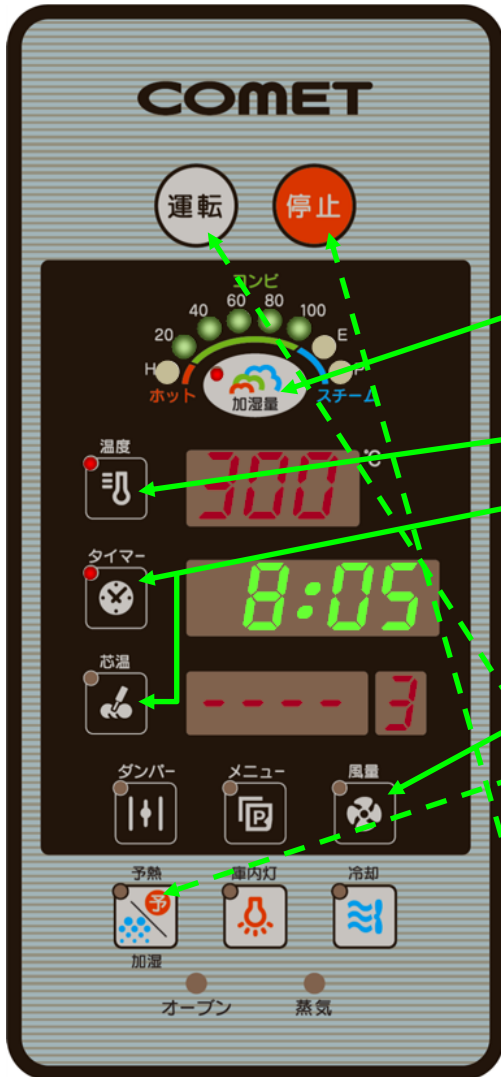 COMET
運転 停止
コンビ
20 40 60 80 100
H E
P
ホット 加湿量 スチーム
温度
300 ℃
タイマー
8:05
芯温
---- 3
ダンパー メニュー 風量
P
予熱 庫内灯 冷却
予
加湿
オーブン 蒸気